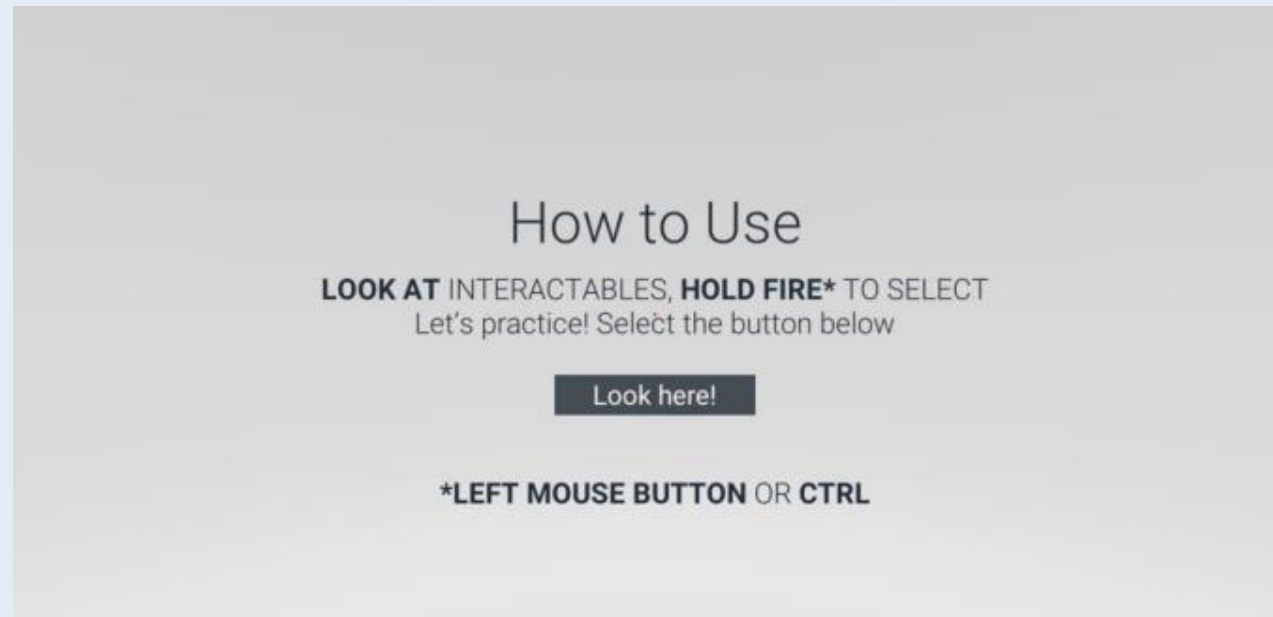 How to Use
LOOK AT INTERACTABLES, HOLD FIRE* TO SELECT
Let's practice! Select the button below
Look here!
*LEFT MOUSE BUTTON OR CTRL